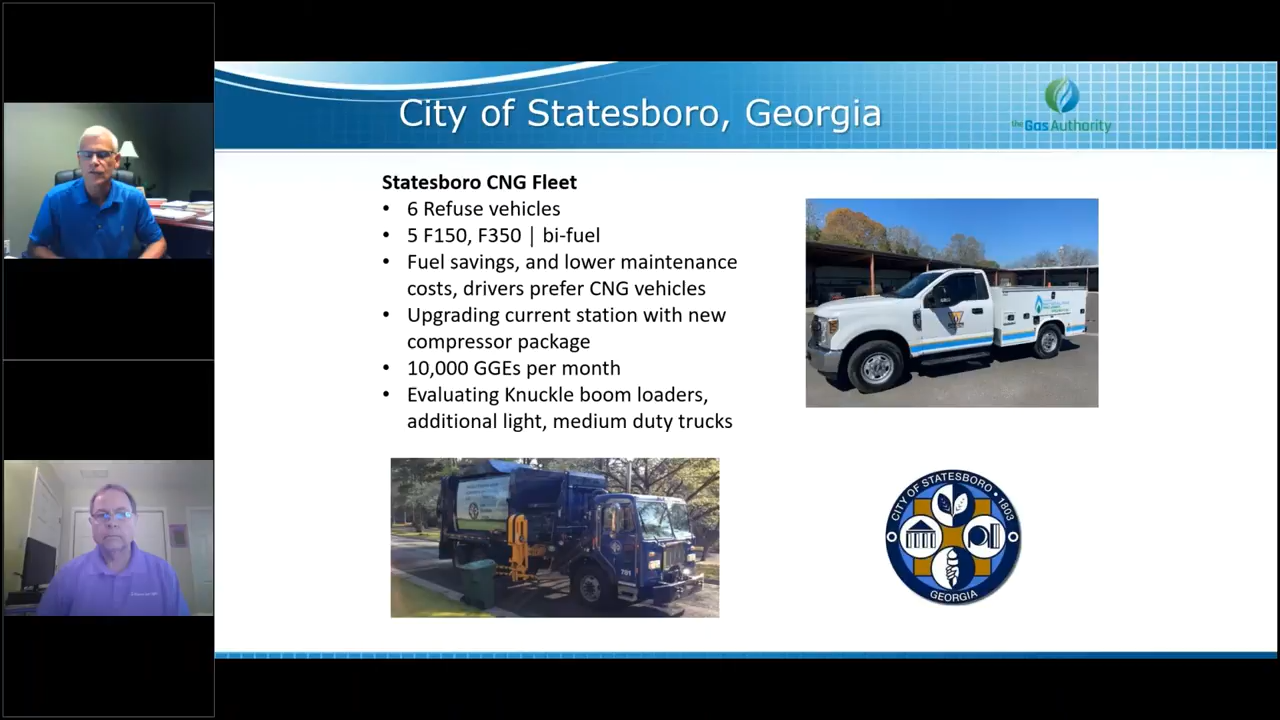 City of Statesboro, Georgia
the Gas Authority
Statesboro CNG Fleet
• 6 Refuse vehicles
• 5 F150, F350 | bi-fuel
• Fuel savings, and lower maintenance
costs, drivers prefer CNG vehicles
• Upgrading current station with new
compressor package
• 10,000 GGEs per month
• Evaluating Knuckle boom loaders,
additional light, medium duty trucks
781
CITY OF STATESBORO • 1803
GEORGIA